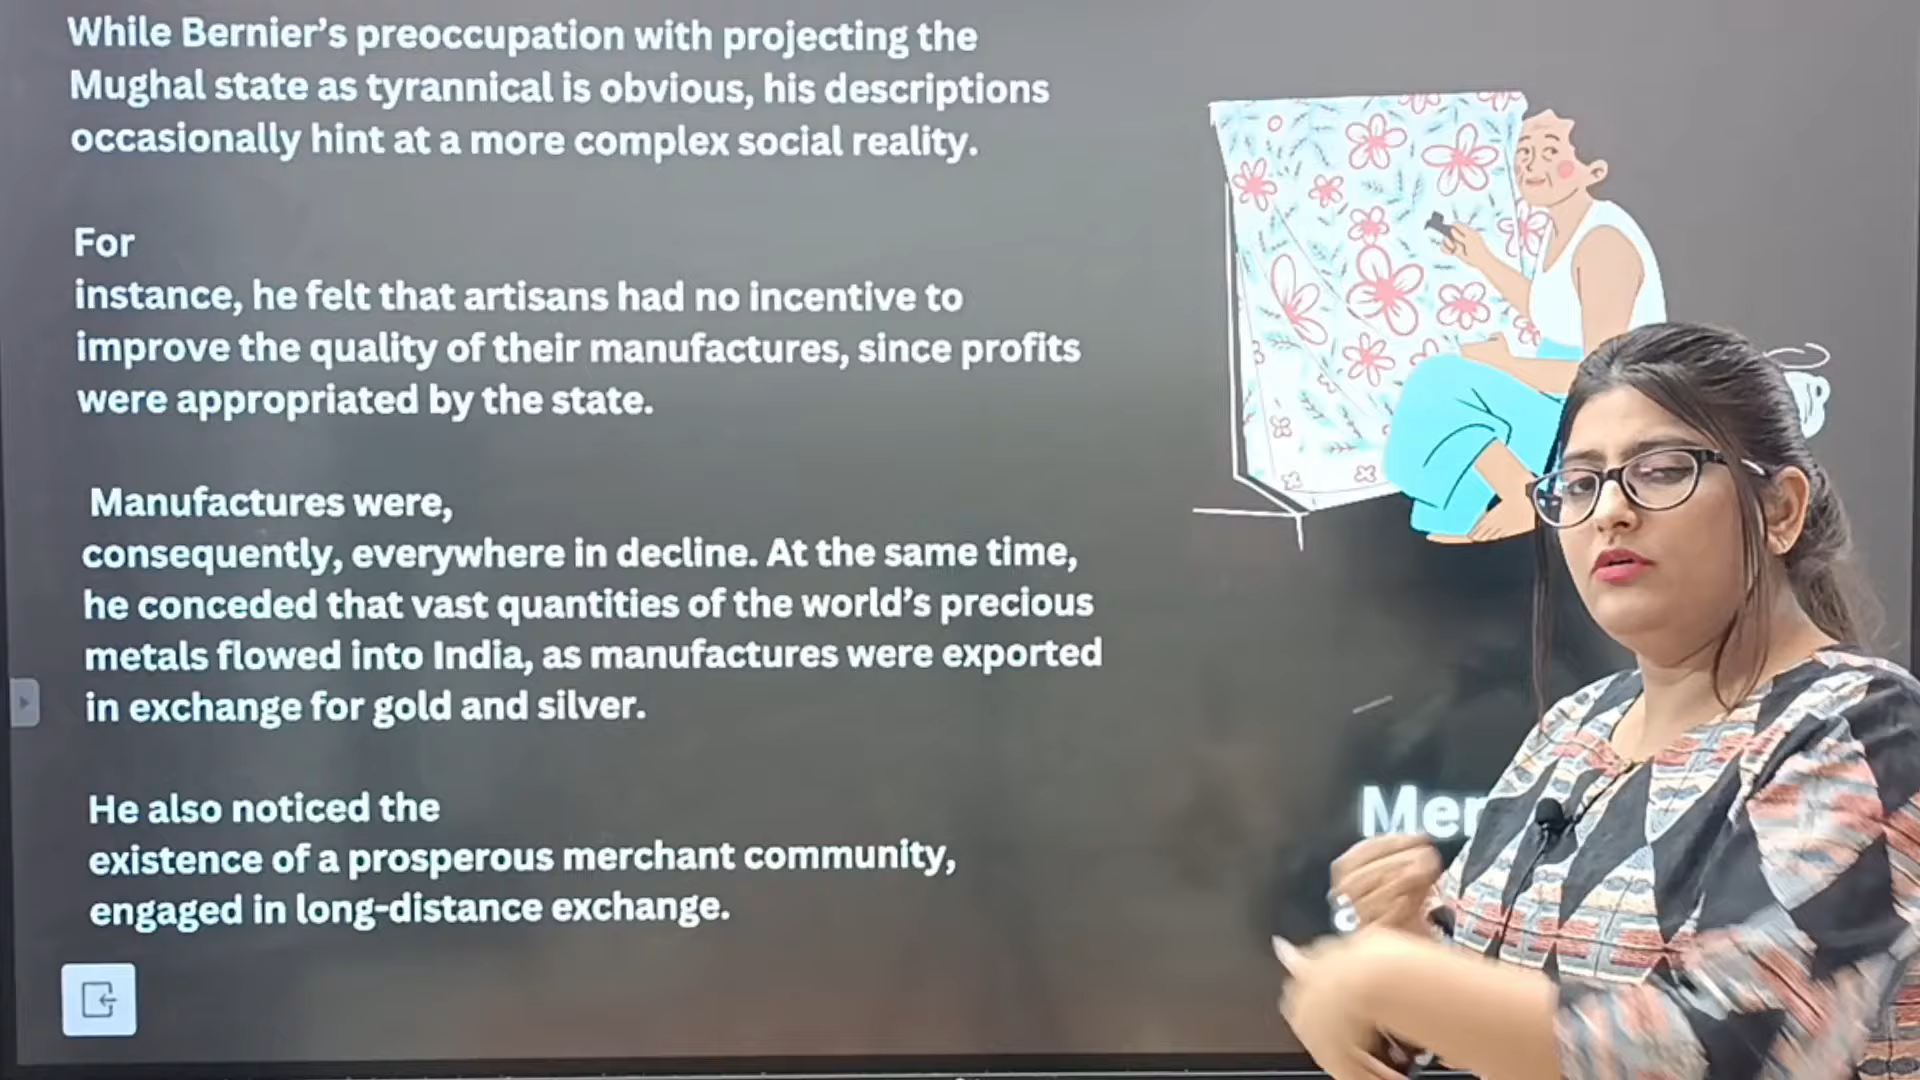 While Bernier's preoccupation with projecting the
Mughal state as tyrannical is obvious, his descriptions
occasionally hint at a more complex social reality.
For
instance, he felt that artisans had no incentive to
improve the quality of their manufactures, since profits
were appropriated by the state.
Manufactures were,
consequently, everywhere in decline. At the same time,
he conceded that vast quantities of the world's precious
metals flowed into India, as manufactures were exported
in exchange for gold and silver.
He also noticed the
existence of a prosperous merchant community,
engaged in long-distance exchange.